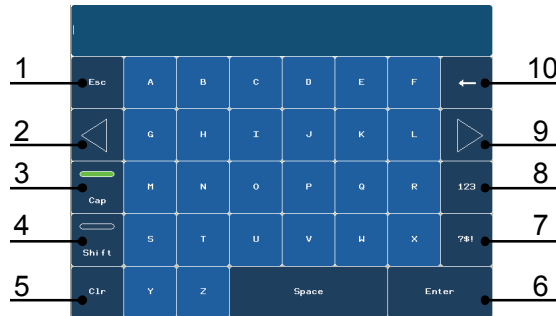 1 Esc A B C D E F ← 10
2 G H I J K L 9
3 Cap M N O P Q R 123 8
4 Shift S T U V W X ?$! 7
5 Clr Y Z Space Enter 6